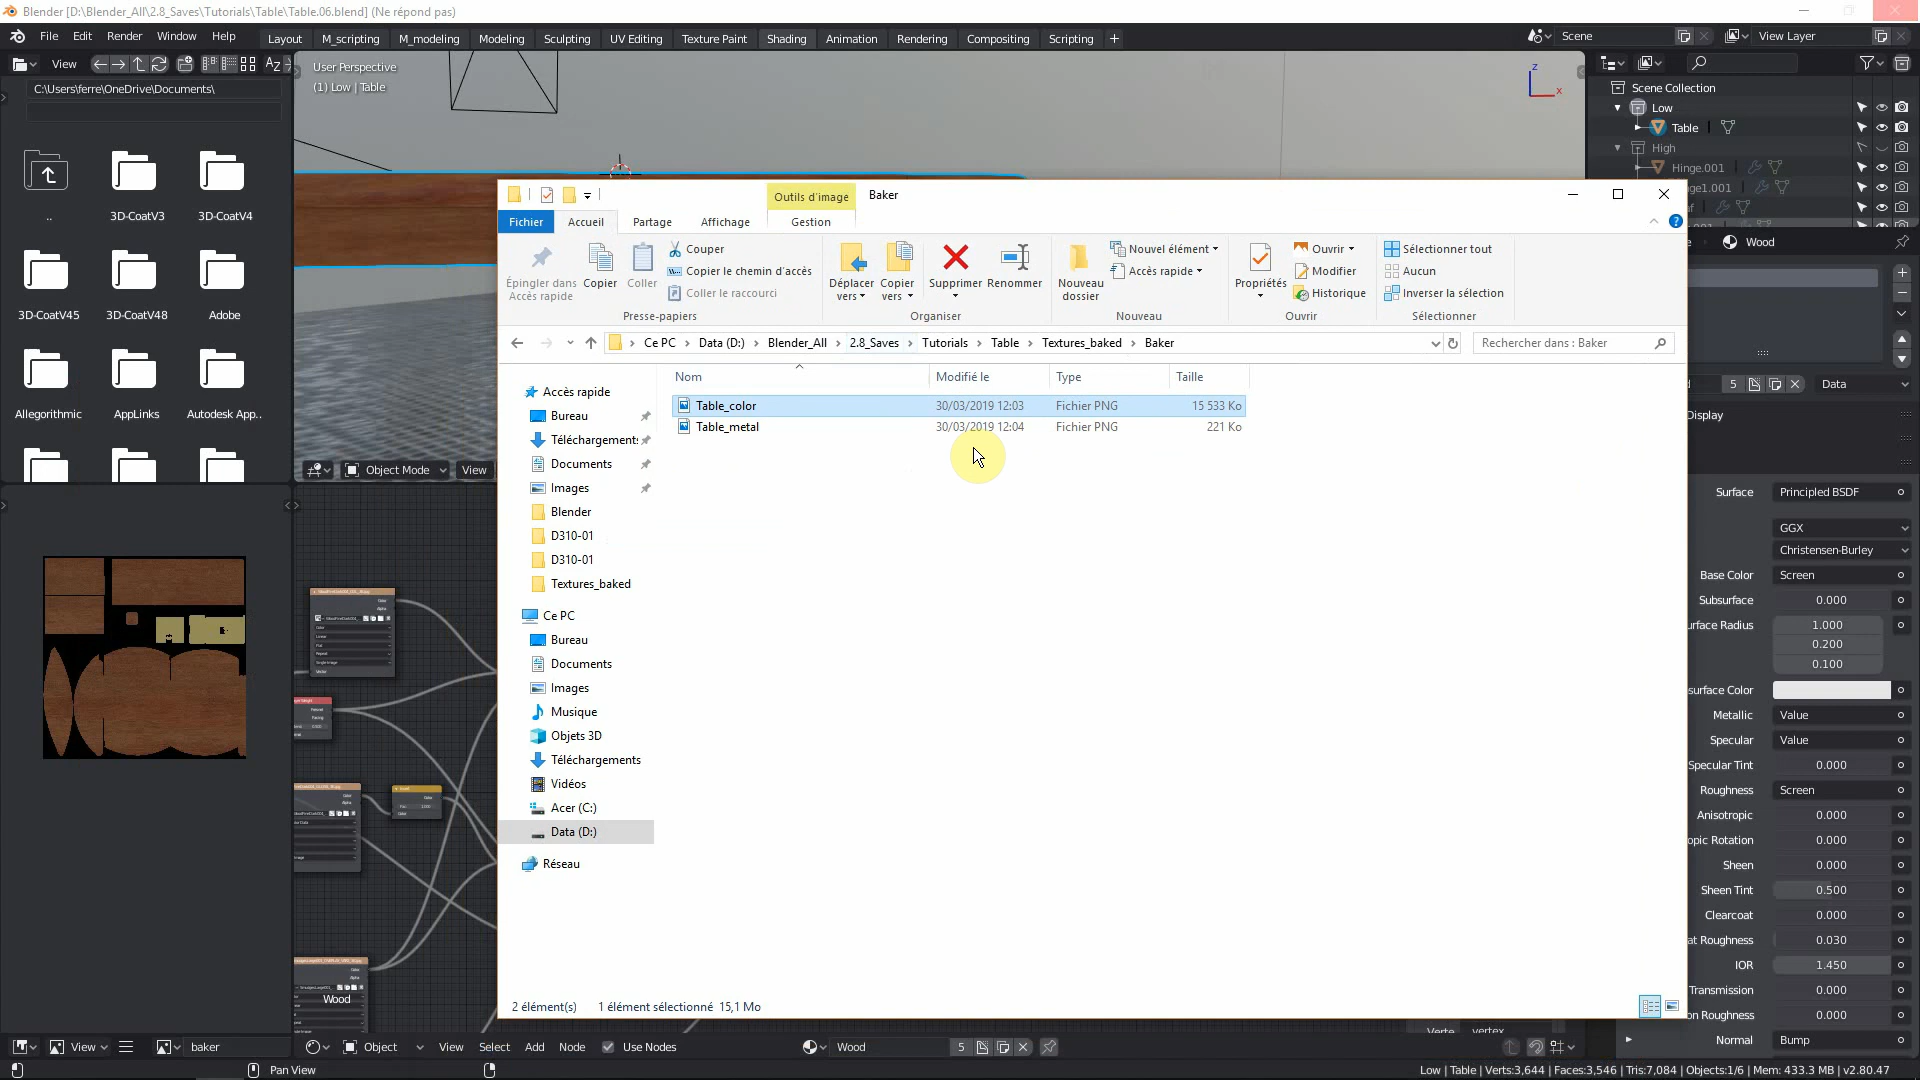 Blender [D:\Blender_All\2.8_Saves\Tutorials\Table\Table.06.blend] (Ne répond pas)
File Edit Render Window Help
Layout M_scripting M_modeling Modeling Sculpting UV Editing Texture Paint Shading Animation Rendering Compositing Scripting +
Scene
View Layer
View
C:\Users\ferre\OneDrive\Documents\
..
3D-CoatV3
3D-CoatV4
3D-CoatV45
3D-CoatV48
Adobe
Allegorithmic
AppLinks
Autodesk App..
User Perspective
(1) Low | Table
Z
X
Object Mode
View
Scene Collection
Low
Table
High
Hinge.001
Wood
5
Data
Display
Surface Principled BSDF
GGX
Christensen-Burley
Base Color Screen
Subsurface 0.000
1.000
0.200
0.100
Metallic Value
Specular Value
Specular Tint 0.000
Roughness Screen
Anisotropic 0.000
0.000
Sheen 0.000
Sheen Tint 0.500
Clearcoat 0.000
0.030
IOR 1.450
Transmission 0.000
0.000
Normal Bump
Outils d'image
Baker
Fichier Accueil Partage Affichage Gestion
Épingler dans
Accès rapide
Copier
Coller
Couper
Copier le chemin d'accès
Coller le raccourci
Presse-papiers
Déplacer
vers
Copier
vers
Supprimer
Renommer
Organiser
Nouveau
dossier
Nouvel élément
Accès rapide
Nouveau
Propriétés
Ouvrir
Modifier
Historique
Ouvrir
Sélectionner tout
Aucun
Inverser la sélection
Sélectionner
Ce PC > Data (D:) > Blender_All > 2.8_Saves > Tutorials > Table > Textures_baked > Baker
Rechercher dans : Baker
Nom Modifié le Type Taille
Table_color 30/03/2019 12:03 Fichier PNG 15 533 Ko
Table_metal 30/03/2019 12:04 Fichier PNG 221 Ko
Accès rapide
Bureau
Téléchargements
Documents
Images
Blender
D310-01
D310-01
Textures_baked
Ce PC
Bureau
Documents
Images
Musique
Objets 3D
Téléchargements
Vidéos
Acer (C:)
Data (D:)
Réseau
2 élément(s) 1 élément sélectionné 15,1 Mo
Wood
View
baker
Object
View Select Add Node Use Nodes
Wood
5
Pan View
Low | Table | Verts:3,644 | Faces:3,546 | Tris:7,084 | Objects:1/6 | Mem: 433.3 MB | v2.80.47